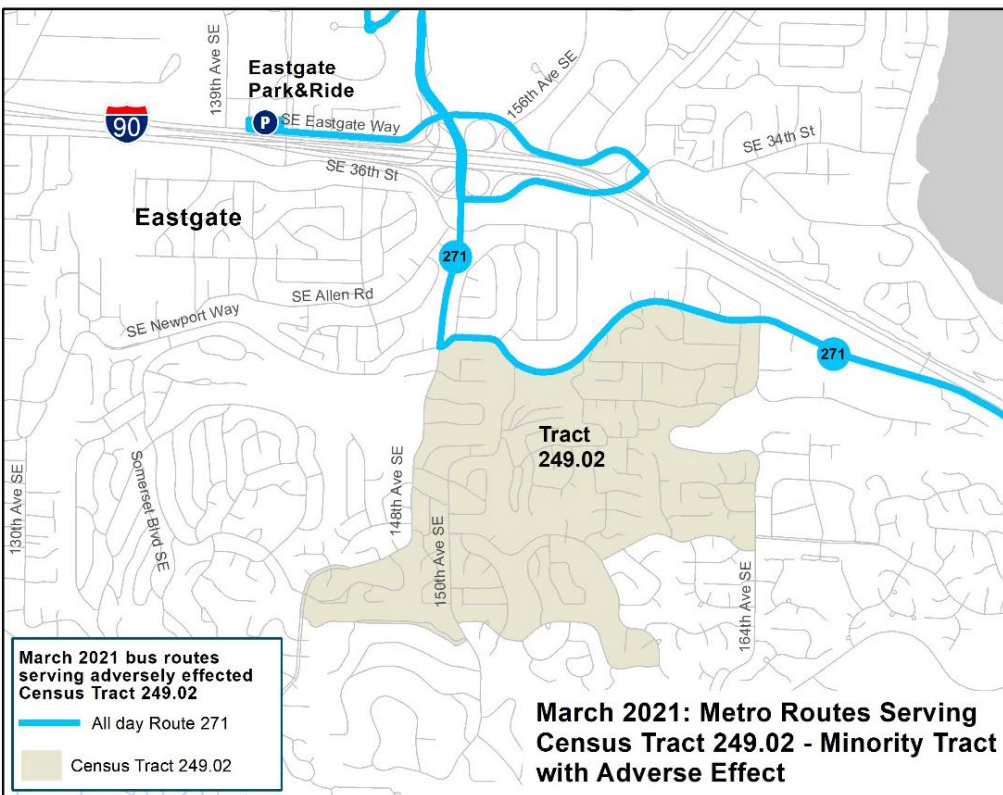 139th Ave SE
Eastgate
Park&Ride
156th Ave SE
90
P
SE Eastgate Way
SE 34th St
SE 36th St
Eastgate
271
SE Allen Rd
SE Newport Way
271
Tract
249.02
130th Ave SE
Somerset Blvd SE
148th Ave SE
150th Ave SE
164th Ave SE
March 2021 bus routes
serving adversely effected
Census Tract 249.02
All day Route 271
Census Tract 249.02
March 2021: Metro Routes Serving
Census Tract 249.02 - Minority Tract
with Adverse Effect